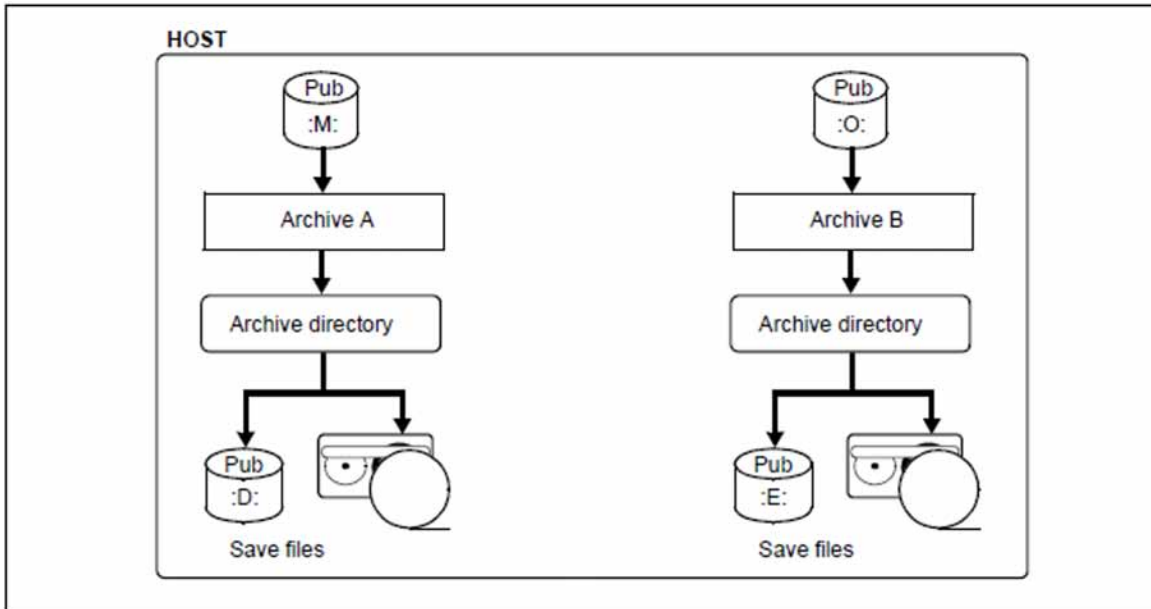 HOST
Pub
:M:
Archive A
Archive directory
Pub
:D:
Save files
Pub
:O:
Archive B
Archive directory
Pub
:E:
Save files